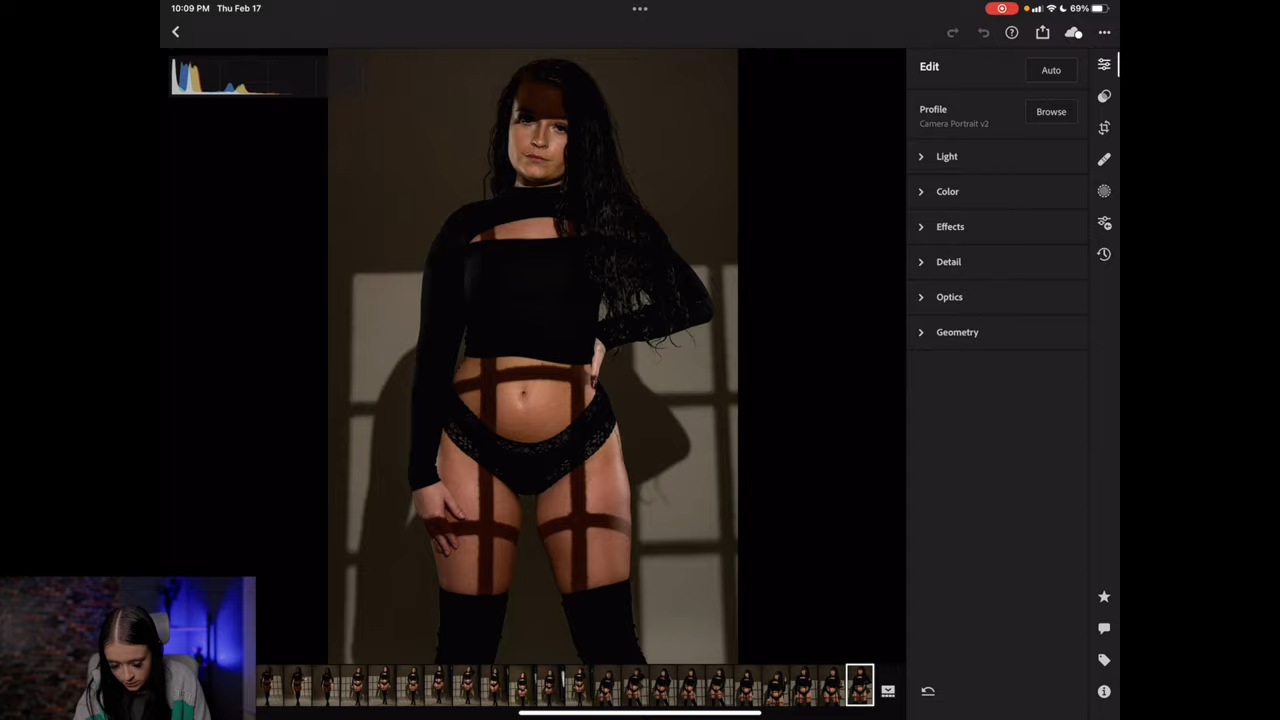 10:09 PM Thu Feb 17
69%
Edit
Auto
Profile
Camera Portrait v2
Browse
Light
Color
Effects
Detail
Optics
Geometry